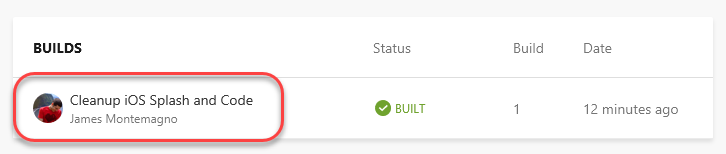 BUILDS Status Build Date
Cleanup iOS Splash and Code
James Montemagno
BUILT 1 12 minutes ago